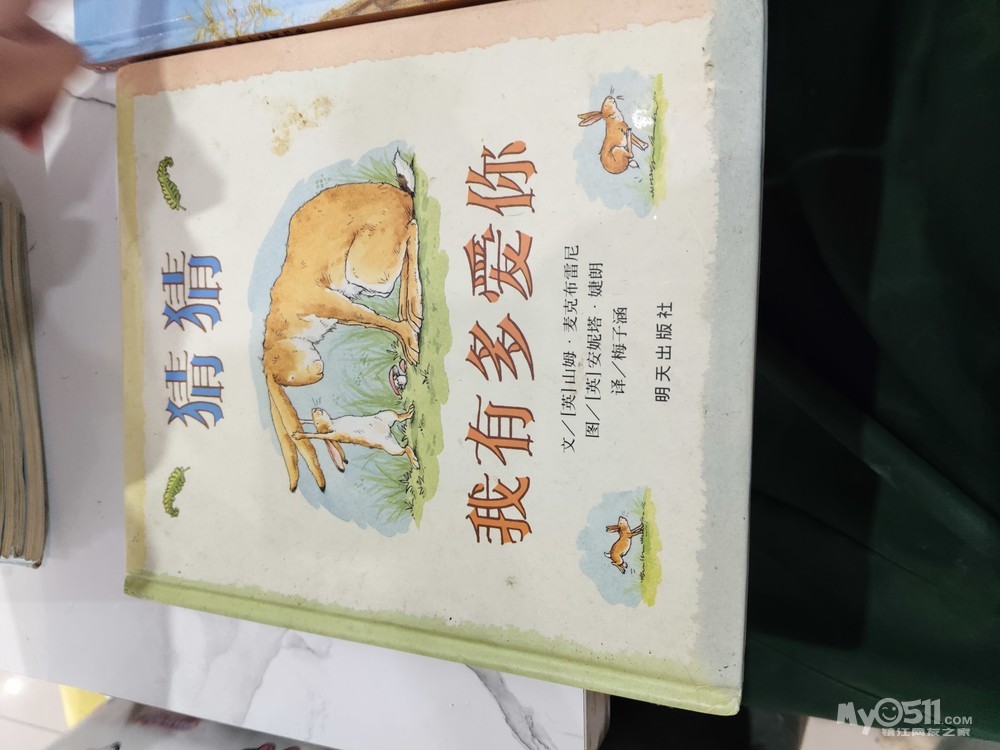 猜猜
我有多爱你
文／[英]山姆·麦克布雷尼
图／[英]安妮塔·婕朗
译／梅子涵
明天出版社
My0511.COM
镇江网友之家